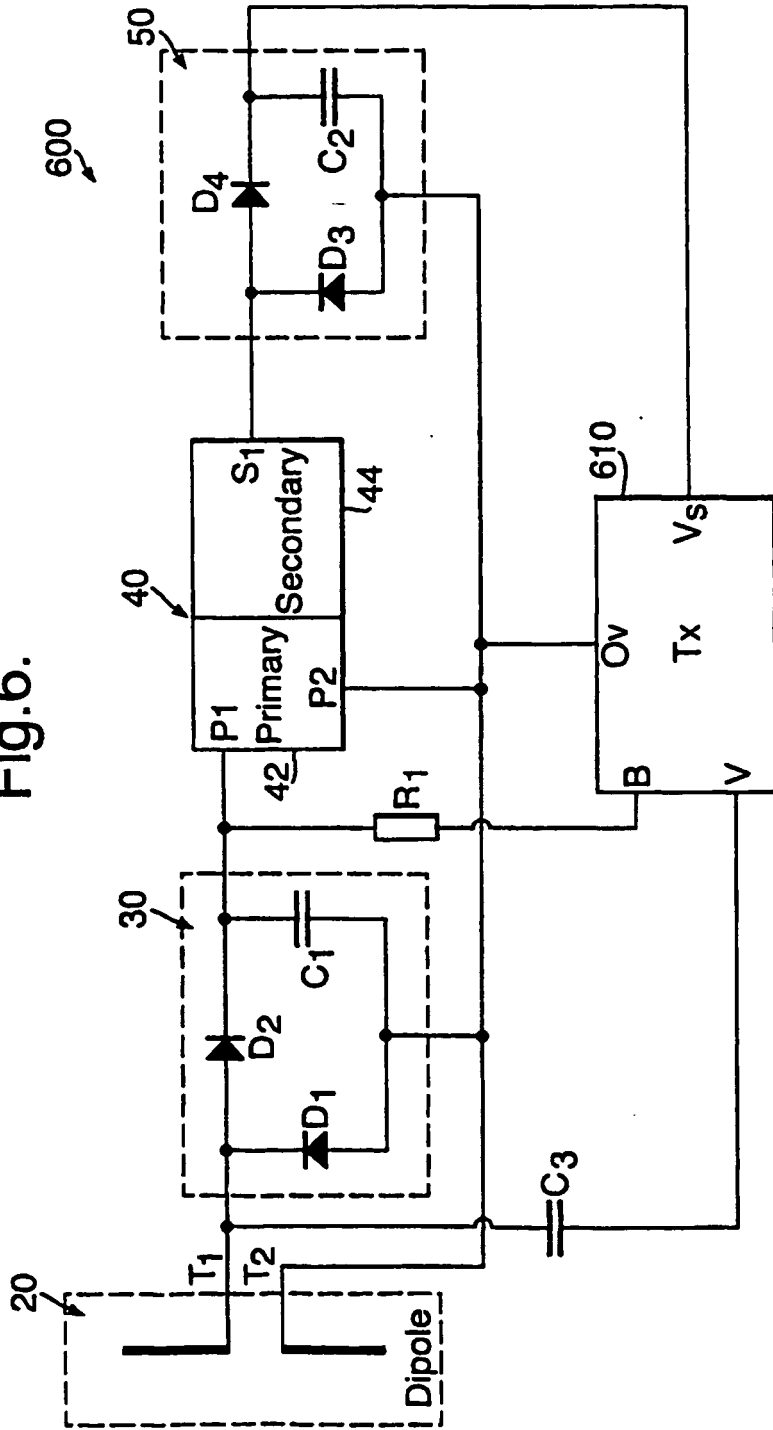 Fig.6.
600
20
30
40
50
T1
T2
Dipole
D2
D1
C1
P1
Primary
P2
42
S1
Secondary
44
D4
D3
C2
R1
C3
610
B
V
0v
Tx
Vs